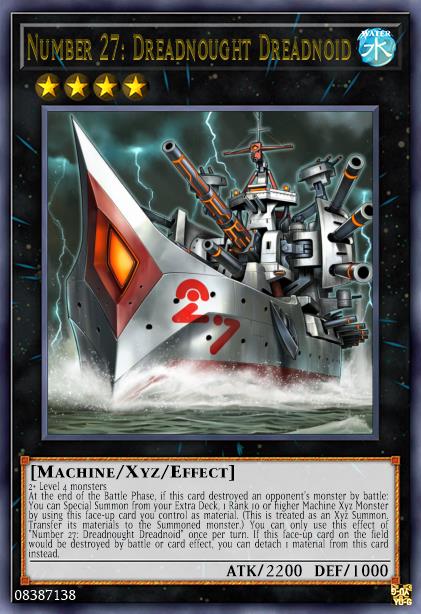 Number 27: Dreadnought Dreadnoid
WATER
水
27
[Machine/Xyz/Effect]
2+ Level 4 monsters
At the end of the Battle Phase, if this card destroyed an opponent's monster by battle:
You can Special Summon from your Extra Deck, 1 Rank 10 or higher Machine Xyz Monster
by using this face-up card you control as material. (This is treated as an Xyz Summon.
Transfer its materials to the Summoned monster.) You can only use this effect of
"Number 27: Dreadnought Dreadnoid" once per turn. If this face-up card on the field
would be destroyed by battle or card effect, you can detach 1 material from this card
instead.
ATK/2200 DEF/1000
08387138